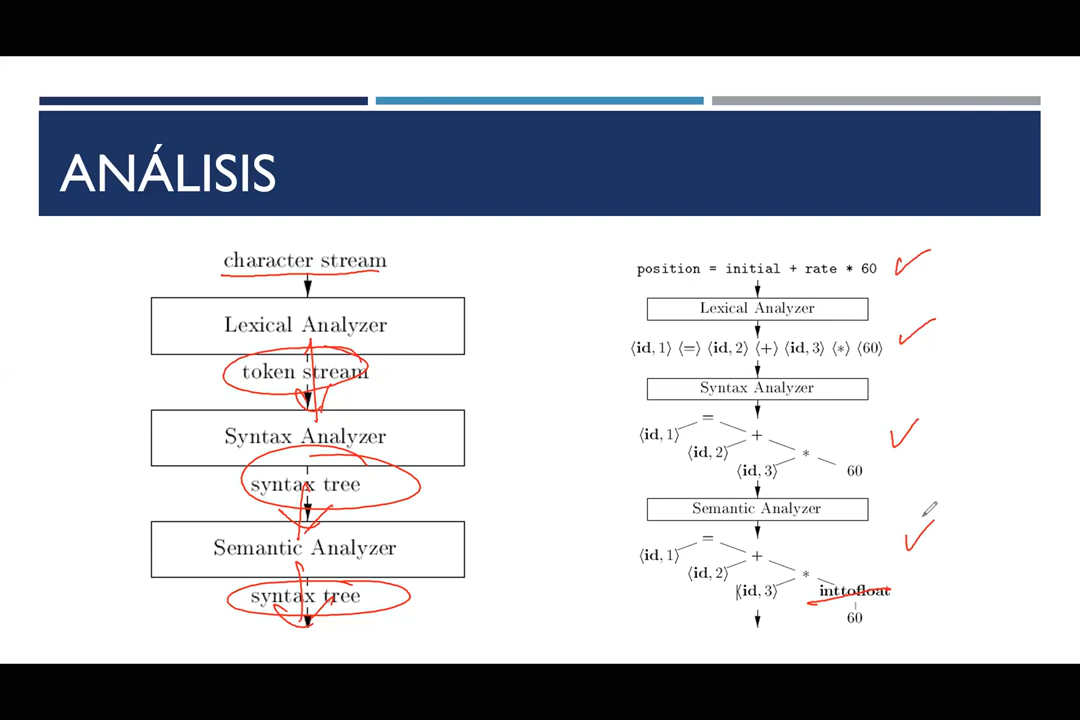 ANÁLISIS
character stream
Lexical Analyzer
token stream
Syntax Analyzer
syntax tree
Semantic Analyzer
syntax tree
position = initial + rate * 60
Lexical Analyzer
⟨id, 1⟩ ⟨=⟩ ⟨id, 2⟩ ⟨+⟩ ⟨id, 3⟩ ⟨*⟩ ⟨60⟩
Syntax Analyzer
=
⟨id, 1⟩ +
⟨id, 2⟩ *
⟨id, 3⟩ 60
Semantic Analyzer
=
⟨id, 1⟩ +
⟨id, 2⟩ *
⟨id, 3⟩ inttofloat
60